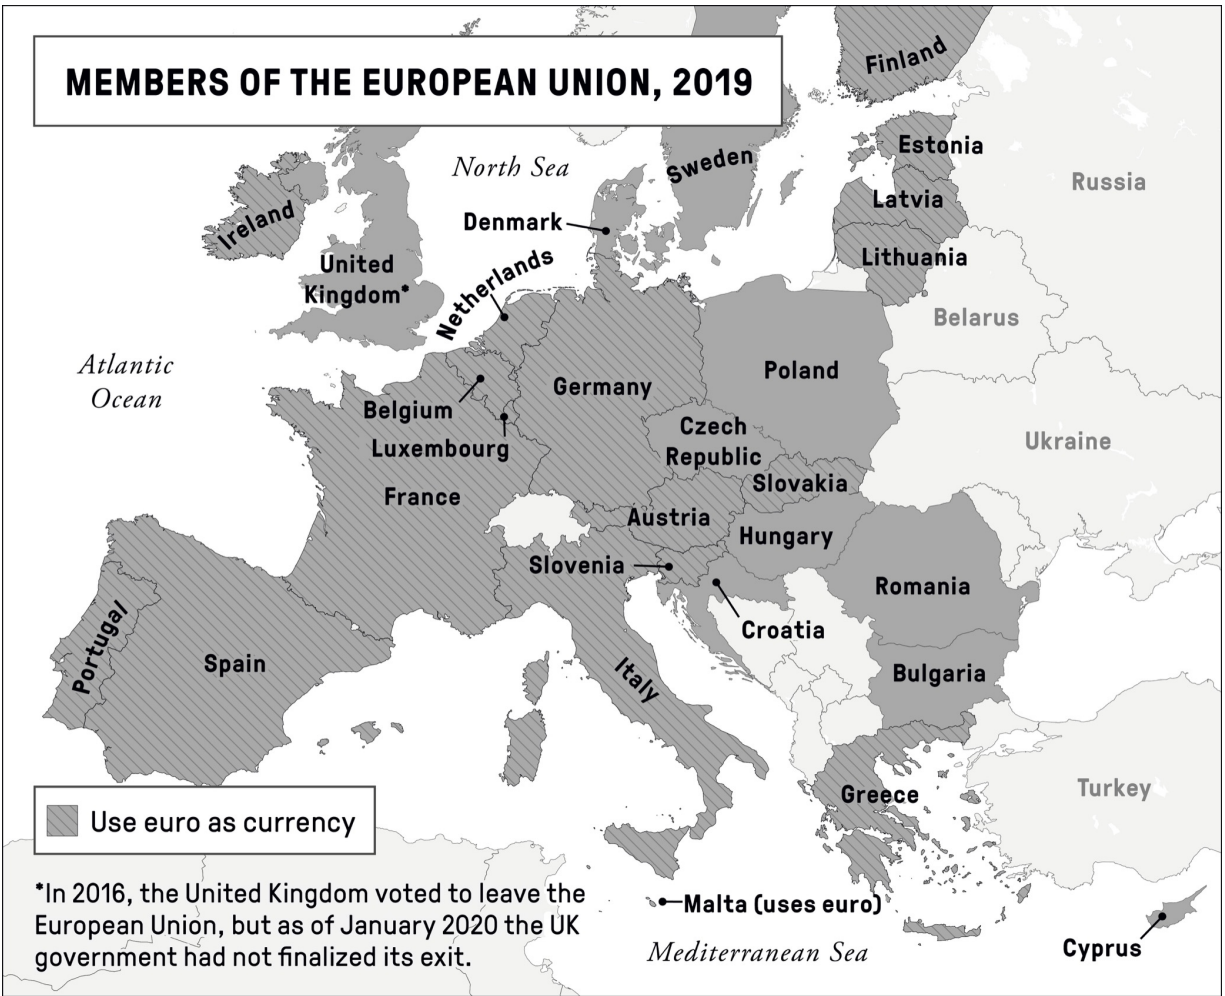 MEMBERS OF THE EUROPEAN UNION, 2019
Finland
Estonia
North Sea
Sweden
Russia
Latvia
Ireland
Denmark
Lithuania
United
Kingdom*
Netherlands
Belarus
Atlantic
Ocean
Germany
Poland
Belgium
Czech
Republic
Ukraine
Luxembourg
Slovakia
France
Austria
Hungary
Slovenia
Romania
Croatia
Portugal
Spain
Italy
Bulgaria
Turkey
Greece
Use euro as currency
*In 2016, the United Kingdom voted to leave the
European Union, but as of January 2020 the UK
government had not finalized its exit.
Malta (uses euro)
Mediterranean Sea
Cyprus